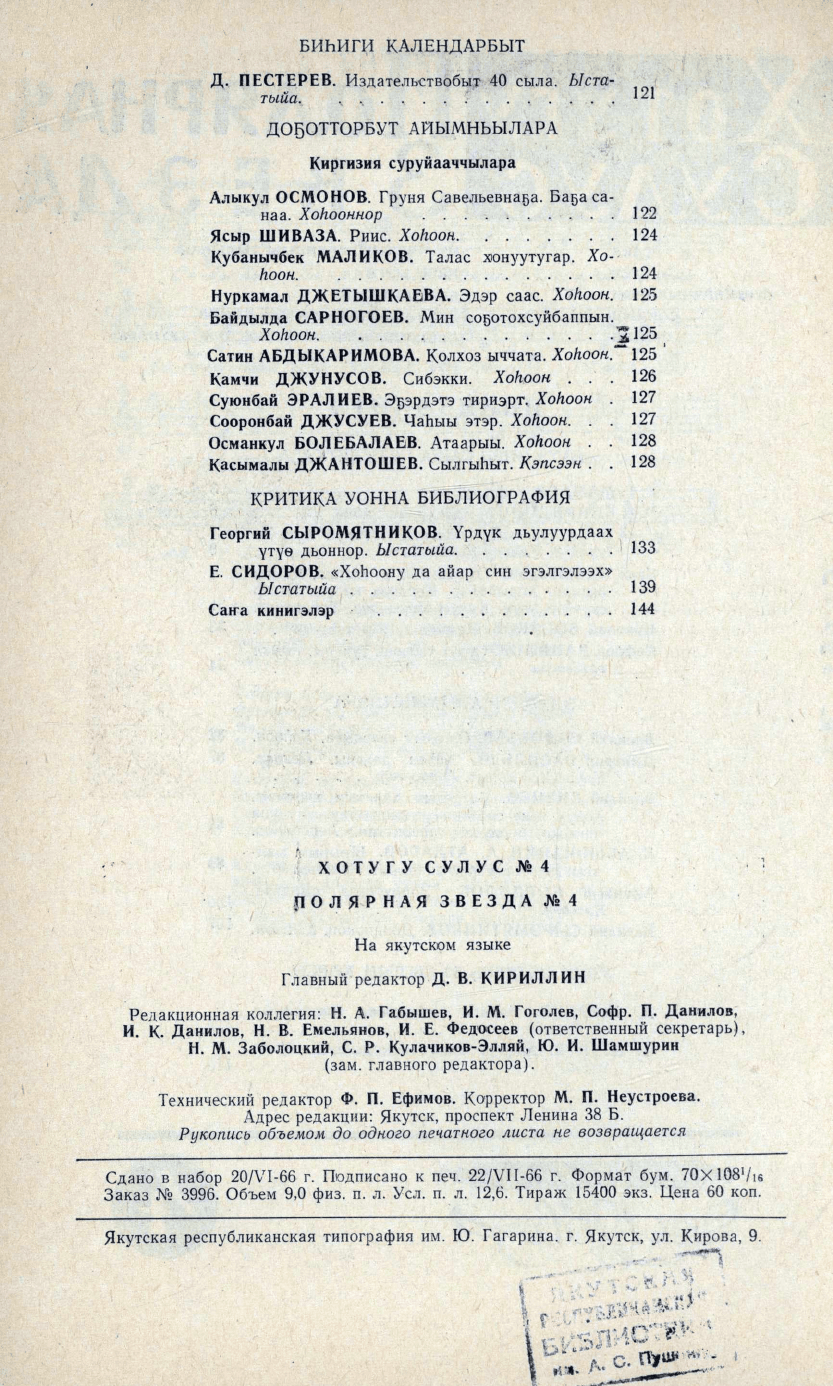 БИҺИГИ КАЛЕНДАРБЫТ
Д. ПЕСТЕРЕВ. Издательствобыт 40 сыла. Ыста-
тыйа. . . . . . . . . . . . . . . 121
ДОҔОТТОРБУТ АЙЫМНЬЫЛАРА
Киргизия суруйааччылара
Алыкул ОСМОНОВ. Груня Савельевнаҕа. Баҕа са-
наа. Хоһооннор . . . . . . . . . . 122
Ясыр ШИВАЗА. Риис. Хоһоон. . . . . . . . 124
Кубанычбек МАЛИКОВ. Талас хонуутугар. Хо-
һоон. . . . . . . . . . . . . . . 124
Нуркамал ДЖЕТЫШКАЕВА. Эдэр саас. Хоһоон. 125
Байдылда САРНОГОЕВ. Мин соҕотохсуйбаппын.
Хоһоон. . . . . . . . . . . . . . 125
Сатин АБДЫКАРИМОВА. Колхоз ыччата. Хоһоон. 125
Камчи ДЖУНУСОВ. Сибэкки. Хоһоон . . . 126
Суюнбай ЭРАЛИЕВ. Эҕэрдэтэ тириэрт. Хоһоон . 127
Сооронбай ДЖУСУЕВ. Чаһыы этэр. Хоһоон. . . 127
Османкул БОЛЕБАЛАЕВ. Атаарыы. Хоһоон . . 128
Касымалы ДЖАНТОШЕВ. Сылгыһыт. Кэпсээн . . 128
КРИТИКА УОННА БИБЛИОГРАФИЯ
Георгий СЫРОМЯТНИКОВ. Үрдүк дьулуурдаах
үтүө дьоннор. Ыстатыйа. . . . . . . . 133
Е. СИДОРОВ. «Хоһоону да айар син эгэлгэлээх»
Ыстатыйа . . . . . . . . . . . . . 139
Саҥа кинигэлэр . . . . . . . . . . . 144
ХОТУГУ СУЛУС № 4
ПОЛЯРНАЯ ЗВЕЗДА № 4
На якутском языке
Главный редактор Д. В. КИРИЛЛИН
Редакционная коллегия: Н. А. Габышев, И. М. Гоголев, Софр. П. Данилов,
И. К. Данилов, Н. В. Емельянов, И. Е. Федосеев (ответственный секретарь),
Н. М. Заболоцкий, С. Р. Кулачиков-Элляй, Ю. И. Шамшурин
(зам. главного редактора).
Технический редактор Ф. П. Ефимов. Корректор М. П. Неустроева.
Адрес редакции: Якутск, проспект Ленина 38 Б.
Рукопись объемом до одного печатного листа не возвращается
Сдано в набор 20/VI-66 г. Подписано к печ. 22/VII-66 г. Формат бум. 70×108¹/₁₆
Заказ № 3996. Объем 9,0 физ. п. л. Усл. п. л. 12,6. Тираж 15400 экз. Цена 60 коп.
Якутская республиканская типография им. Ю. Гагарина. г. Якутск, ул. Кирова, 9.
ЯКУТСКАЯ
БИБЛИОТЕКА
им. А. С.